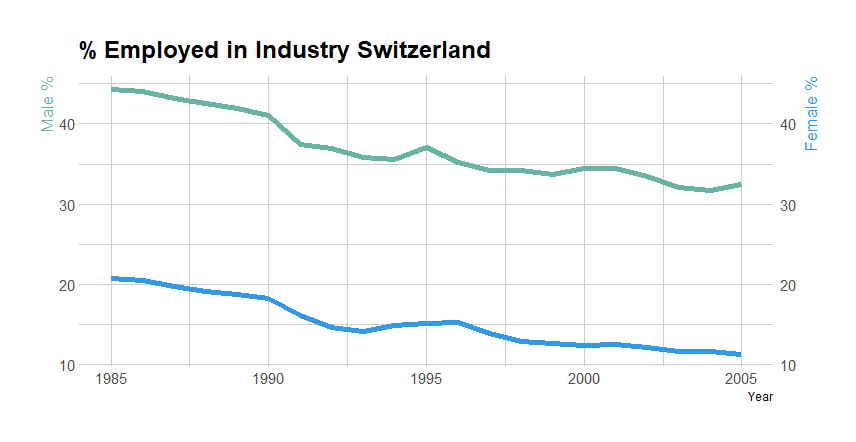 % Employed in Industry Switzerland
Male %
Female %
40 40
30 30
20 20
10 10
1985 1990 1995 2000 2005
Year